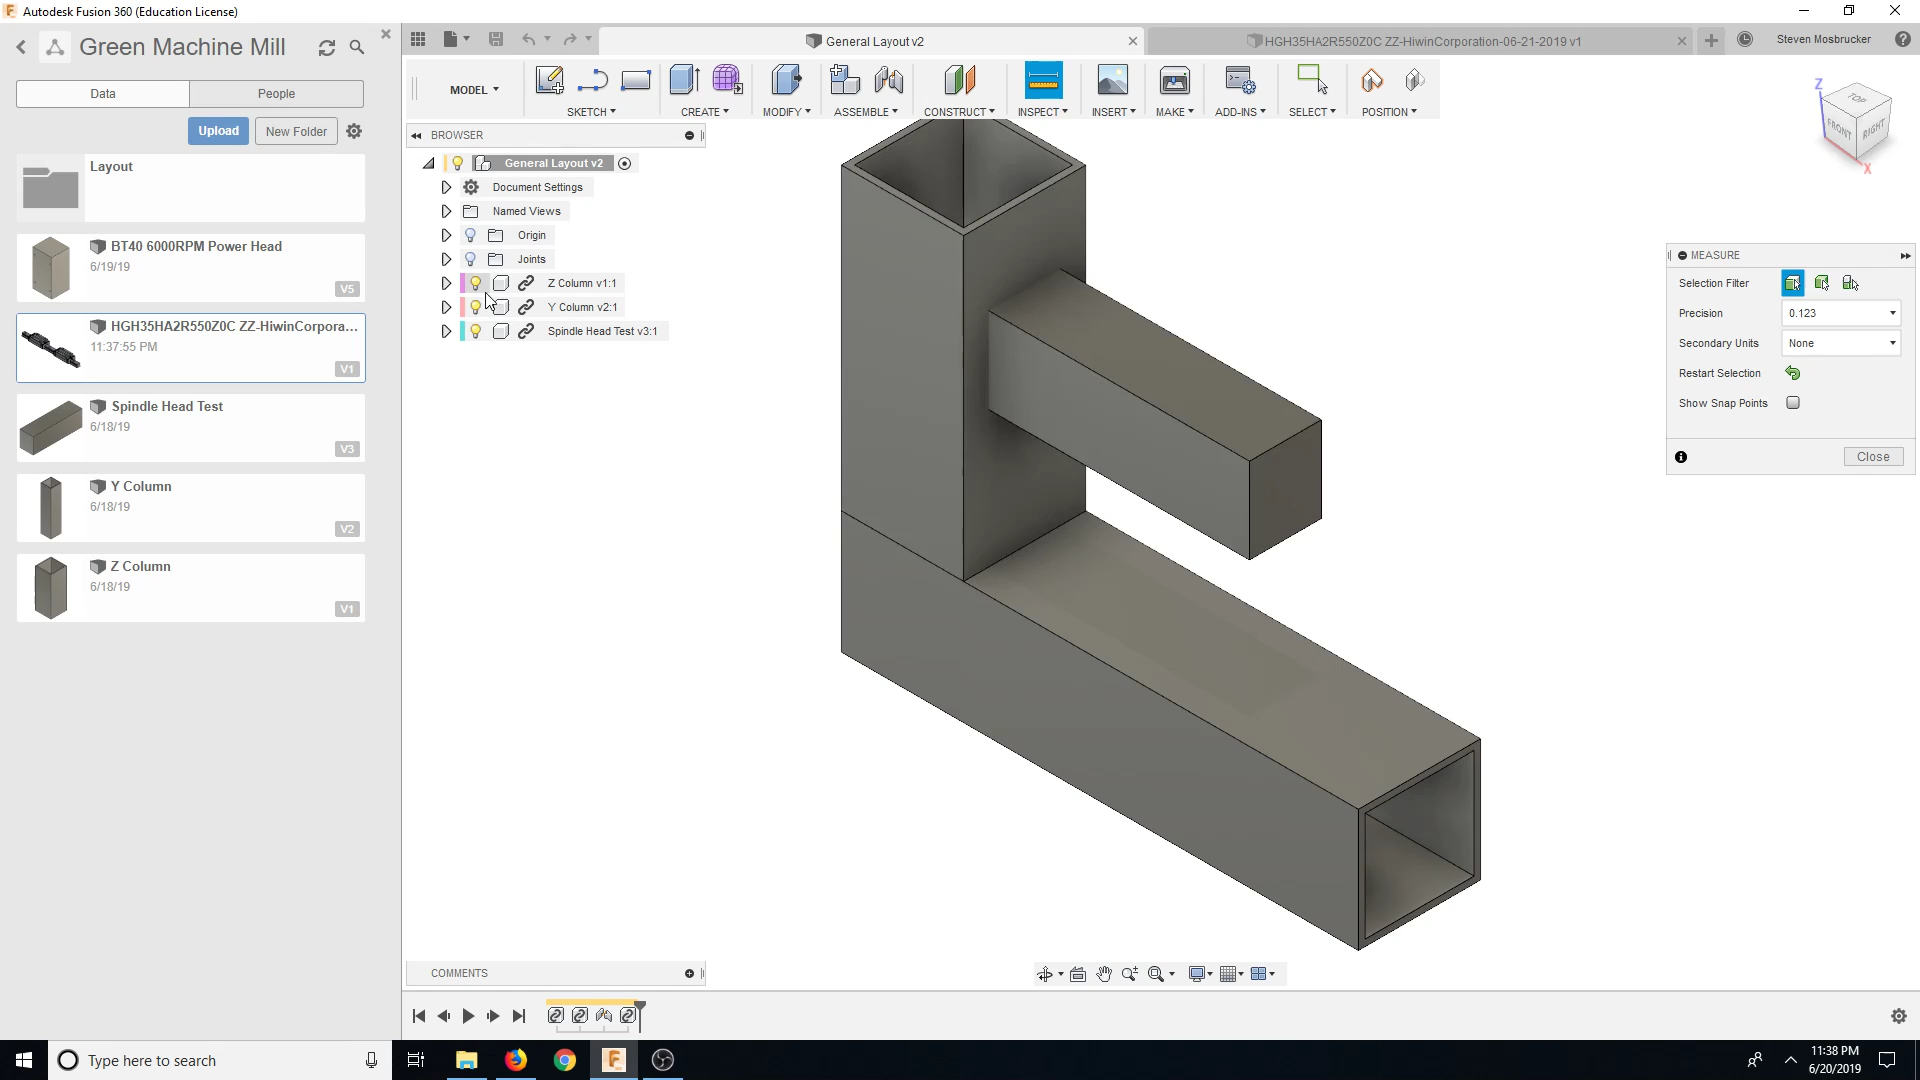 Autodesk Fusion 360 (Education License)
Green Machine Mill
Data
People
Upload
New Folder
Layout
BT40 6000RPM Power Head
6/19/19
V5
HGH35HA2R550Z0C ZZ-HiwinCorpora...
11:37:55 PM
V1
Spindle Head Test
6/18/19
V3
Y Column
6/18/19
V2
Z Column
6/18/19
V1
General Layout v2
HGH35HA2R550Z0C ZZ-HiwinCorporation-06-21-2019 v1
Steven Mosbrucker
MODEL
SKETCH
CREATE
MODIFY
ASSEMBLE
CONSTRUCT
INSPECT
INSERT
MAKE
ADD-INS
SELECT
POSITION
BROWSER
General Layout v2
Document Settings
Named Views
Origin
Joints
Z Column v1:1
Y Column v2:1
Spindle Head Test v3:1
Z
TOP
FRONT
RIGHT
X
MEASURE
Selection Filter
Precision
0.123
Secondary Units
None
Restart Selection
Show Snap Points
Close
COMMENTS
Type here to search
11:38 PM
6/20/2019